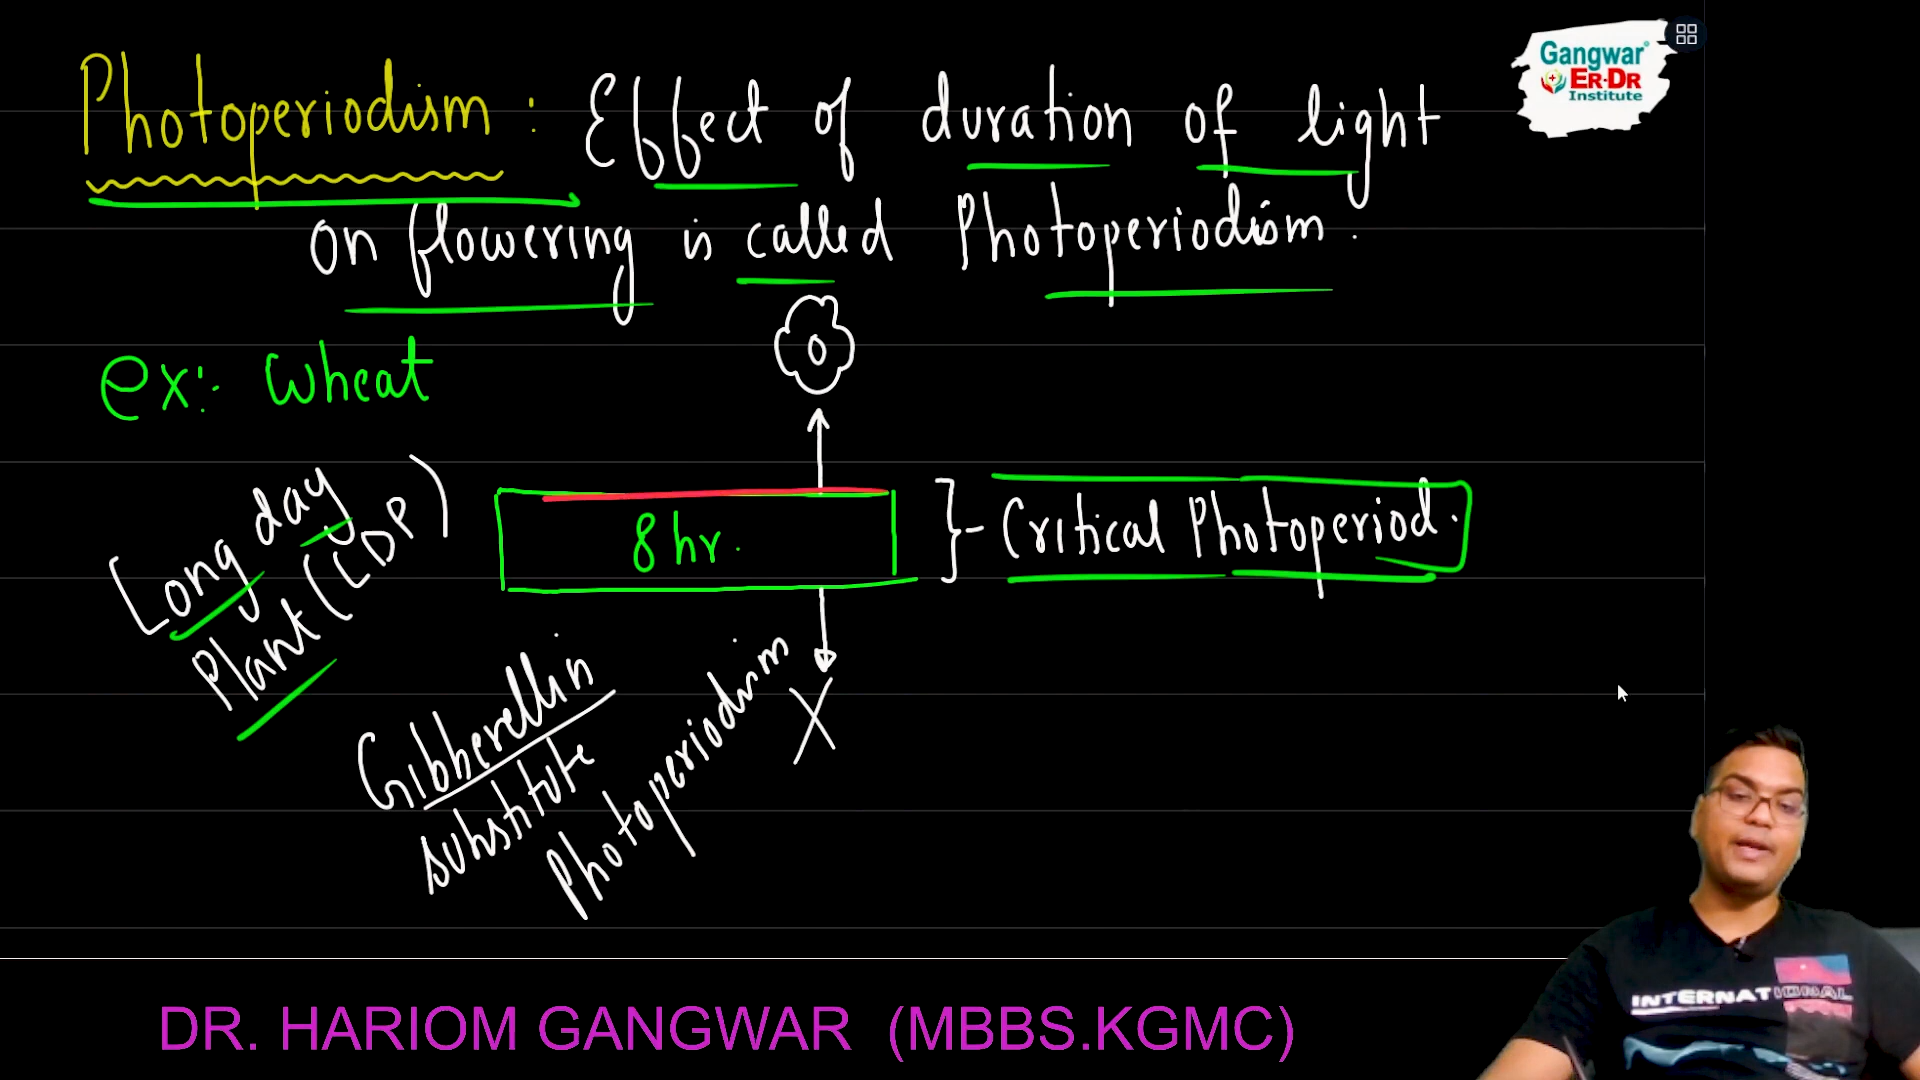 Photoperiodism : Effect of duration of light
on flowering is called Photoperiodism.
ex:- wheat
Long day
Plant (LDP)
8 hr.
}- Critical Photoperiod.
Gibberellin
substitute
Photoperiodism
X
Gangwar
ER-DR
Institute
INTERNATIONAL
DR. HARIOM GANGWAR (MBBS.KGMC)